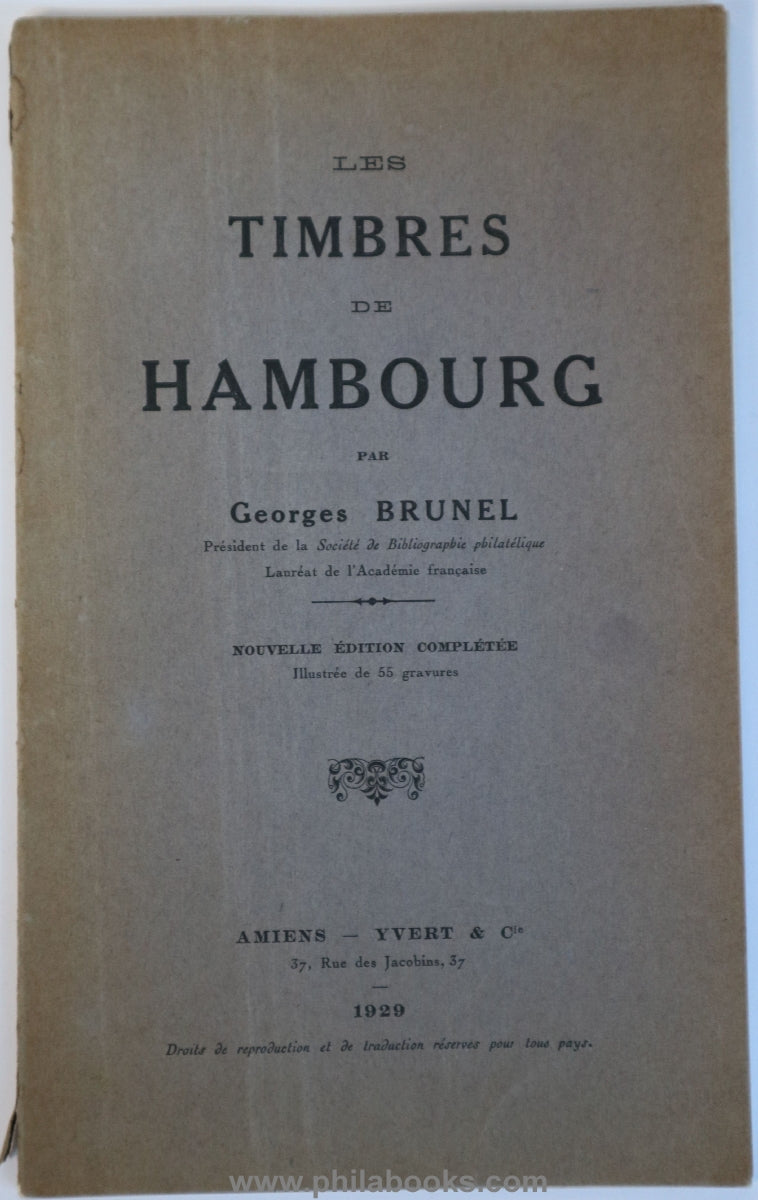 LES
TIMBRES
DE
HAMBOURG
PAR
Georges BRUNEL
Président de la Société de Bibliographie philatélique
Lauréat de l'Académie française
NOUVELLE ÉDITION COMPLÉTÉE
Illustrée de 55 gravures
AMIENS — YVERT & Cie
37, Rue des Jacobins, 37
—
1929
Droits de reproduction et de traduction réservés pour tous pays.
www.philabooks.com